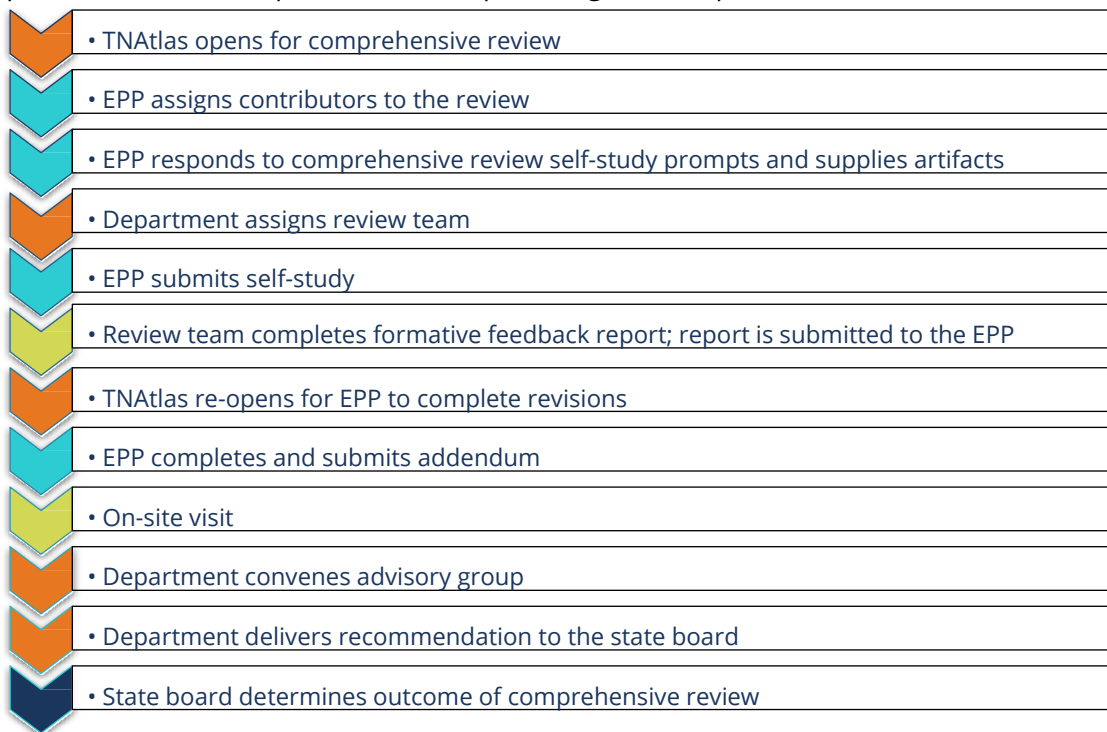 • TNAtlas opens for comprehensive review
• EPP assigns contributors to the review
• EPP responds to comprehensive review self-study prompts and supplies artifacts
• Department assigns review team
• EPP submits self-study
• Review team completes formative feedback report; report is submitted to the EPP
• TNAtlas re-opens for EPP to complete revisions
• EPP completes and submits addendum
• On-site visit
• Department convenes advisory group
• Department delivers recommendation to the state board
• State board determines outcome of comprehensive review